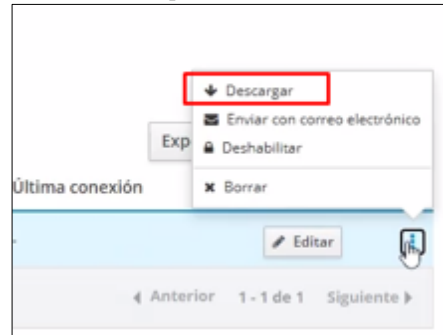 Descargar
Enviar con correo electrónico
Exp
Deshabilitar
Última conexión
Borrar
Editar
Anterior 1 - 1 de 1 Siguiente